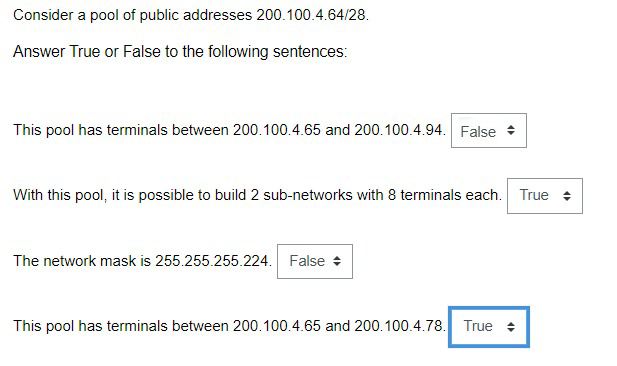 Consider a pool of public addresses 200.100.4.64/28.
Answer True or False to the following sentences:
This pool has terminals between 200.100.4.65 and 200.100.4.94. False
With this pool, it is possible to build 2 sub-networks with 8 terminals each. True
The network mask is 255.255.255.224. False
This pool has terminals between 200.100.4.65 and 200.100.4.78. True